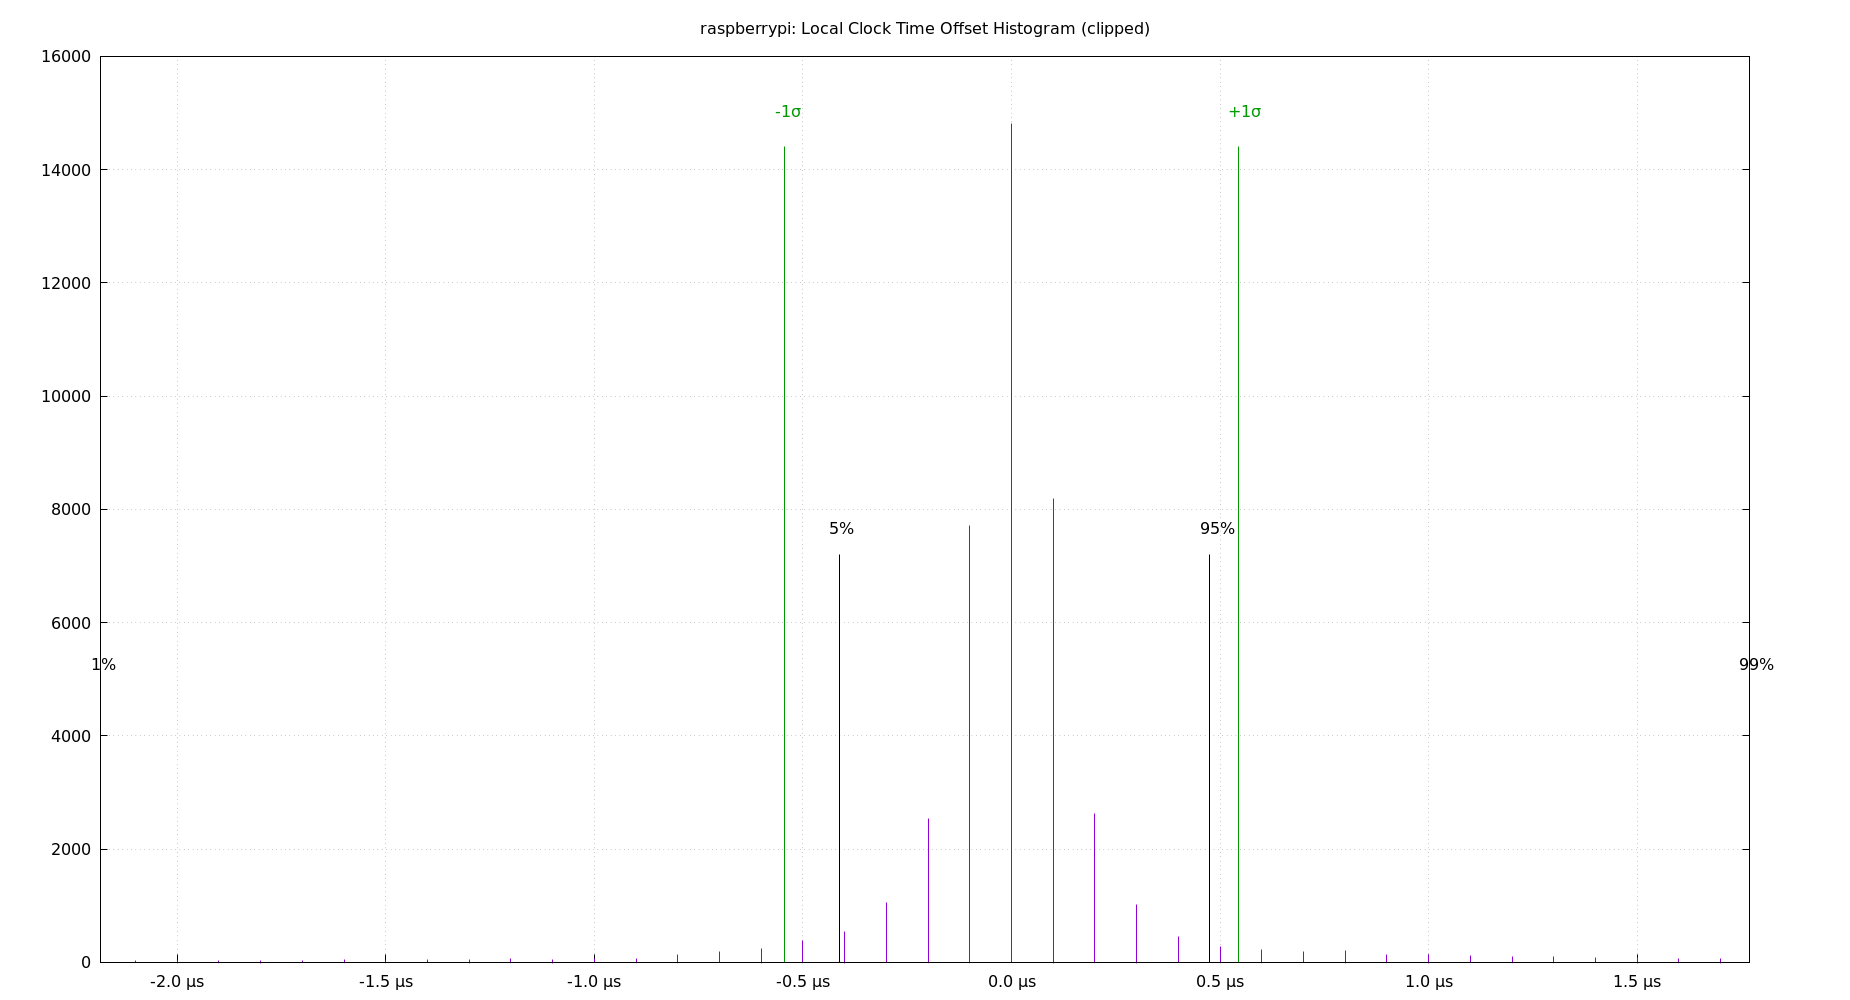 raspberrypi: Local Clock Time Offset Histogram (clipped)
16000
-1σ
+1σ
14000
12000
10000
8000
5%
95%
6000
1%
99%
4000
2000
0
-2.0 μs
-1.5 μs
-1.0 μs
-0.5 μs
0.0 μs
0.5 μs
1.0 μs
1.5 μs